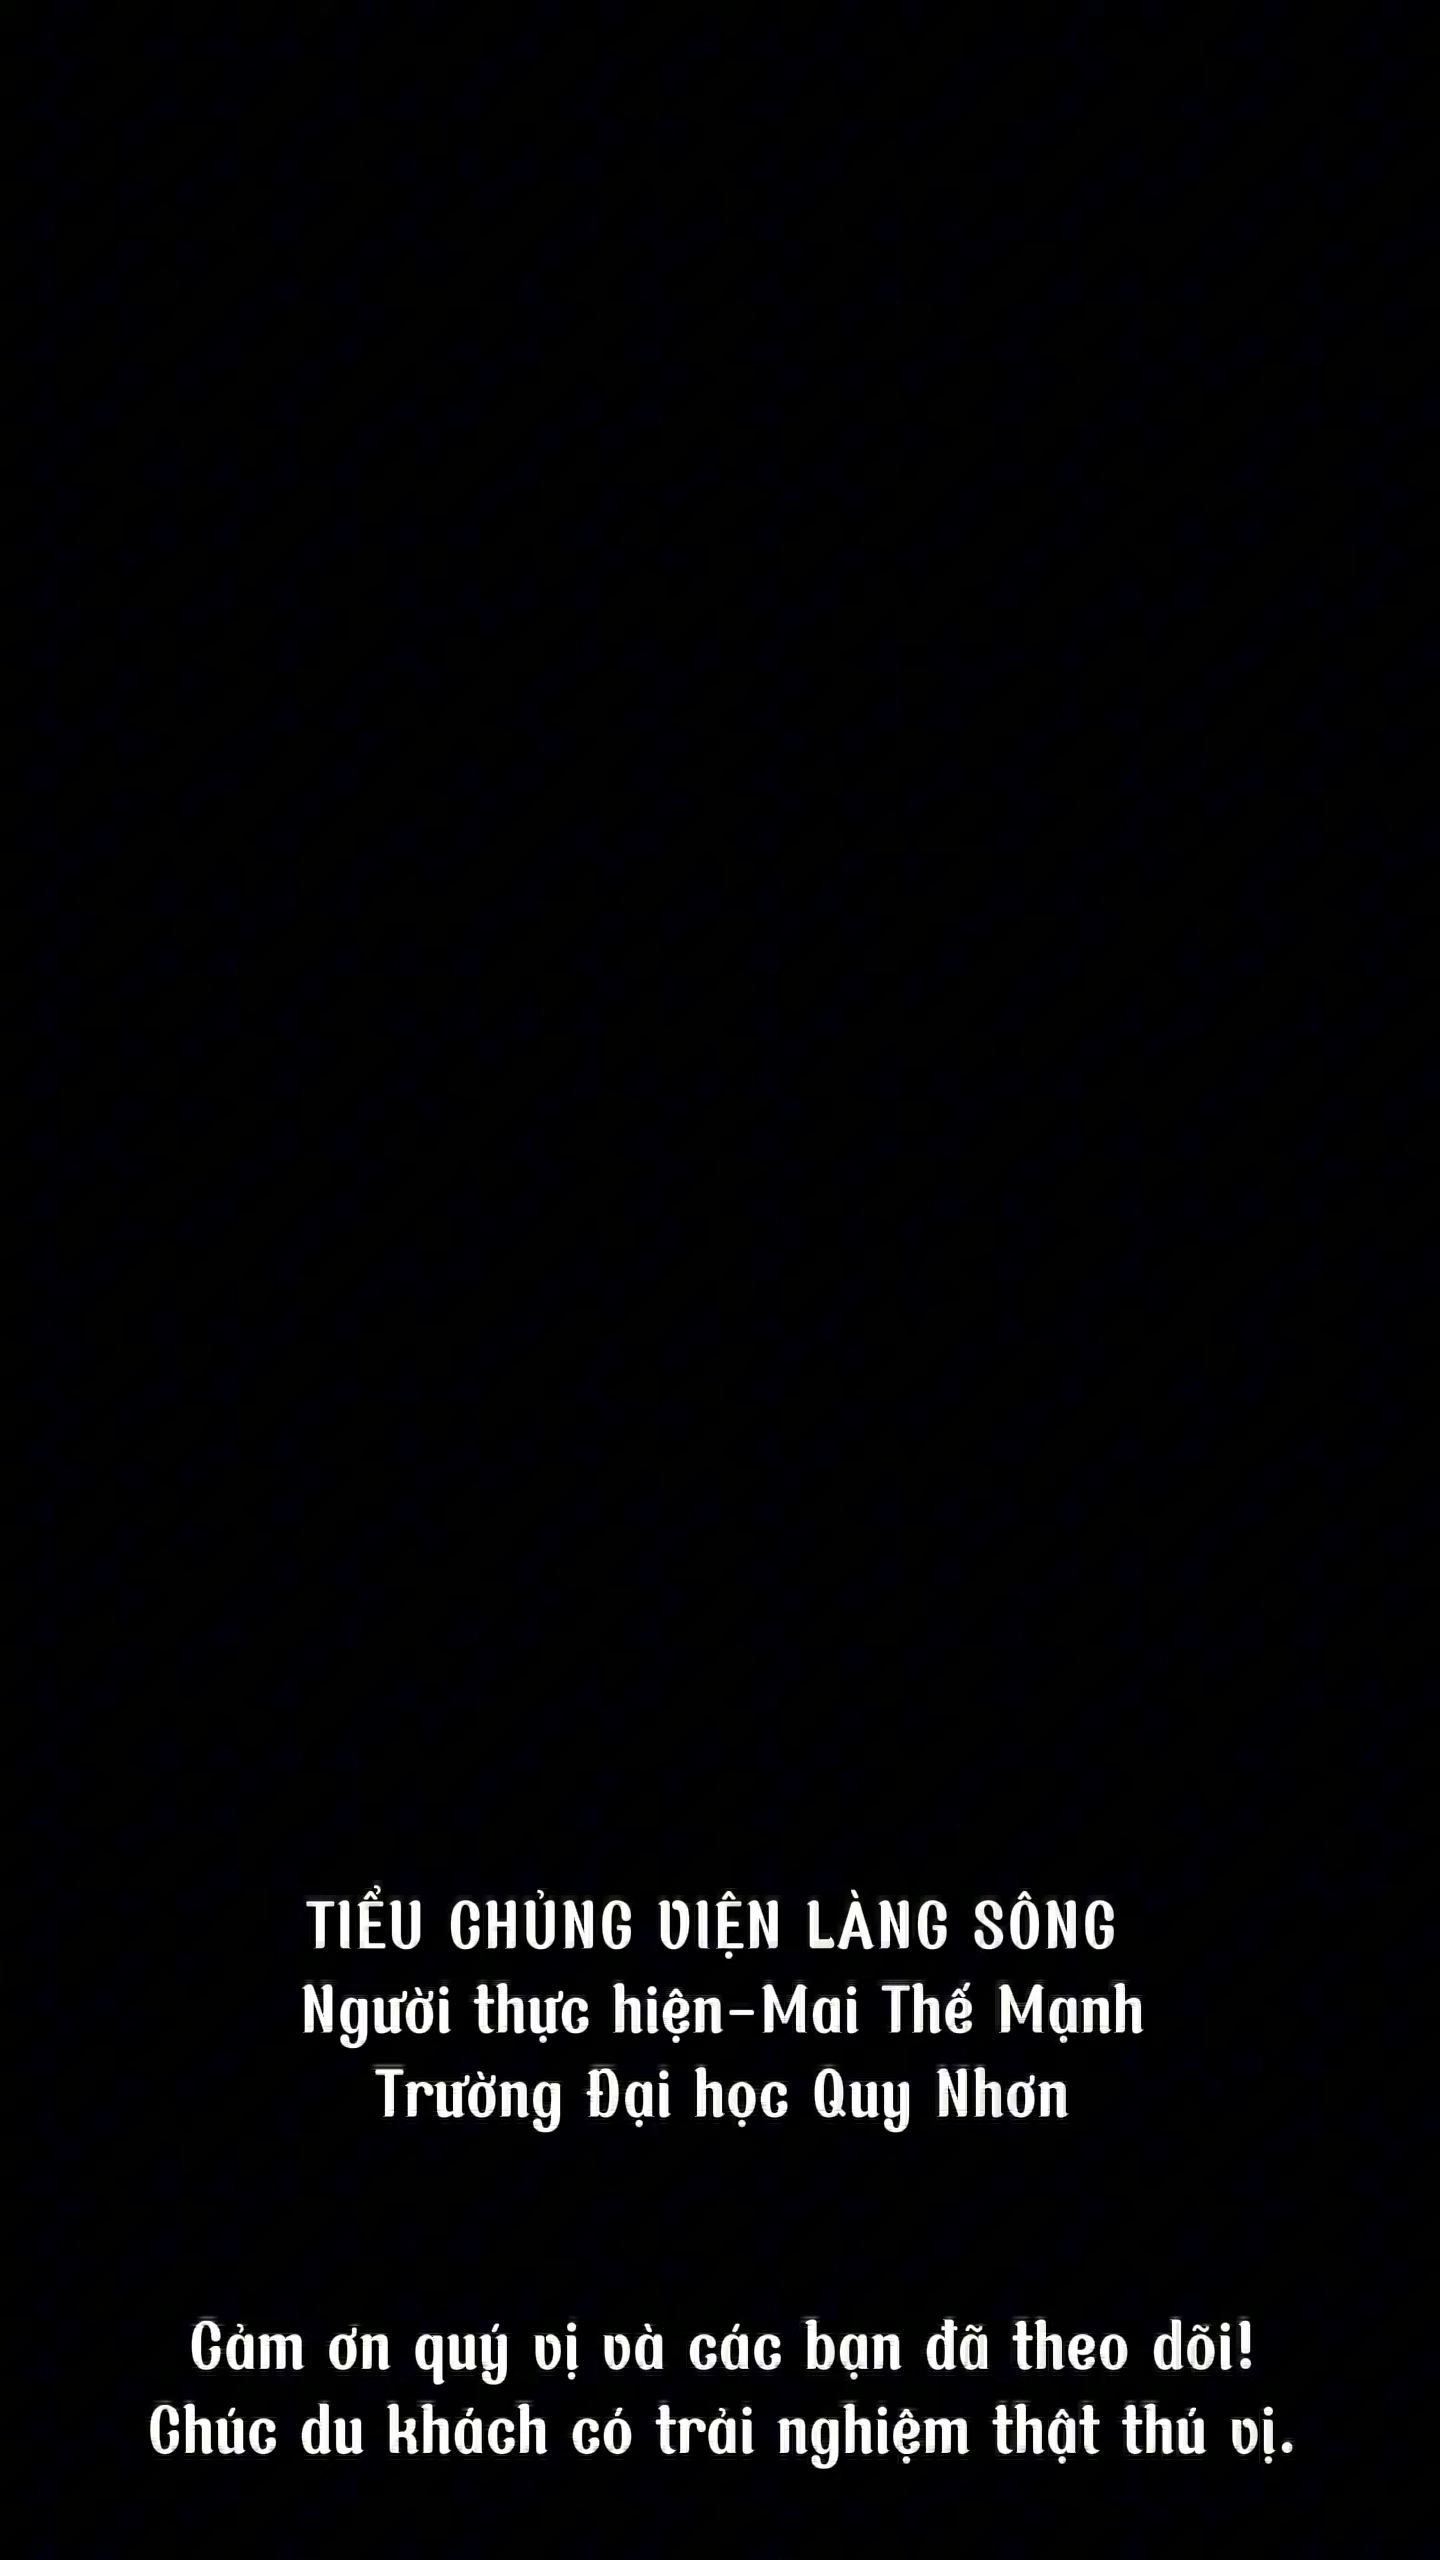 TIỂU CHỦNG VIỆN LÀNG SÔNG
Người thực hiện-Mai Thế Mạnh
Trường Đại học Quy Nhơn
Cảm ơn quý vị và các bạn đã theo dõi!
Chúc du khách có trải nghiệm thật thú vị.